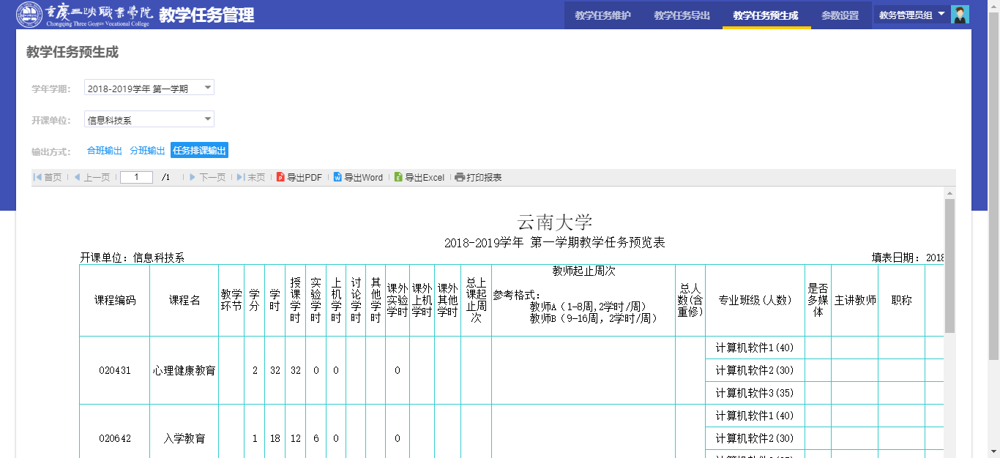 重庆三峡职业学院 教学任务管理 教学任务维护 教学任务导出 教学任务预生成 参数设置 教务管理员组
Chongqing Three Gorges Vocational College
教学任务预生成
学年学期： 2018-2019学年 第一学期
开课单位： 信息科技系
输出方式： 合班输出 分班输出 任务排课输出
首页 上一页 1 /1 下一页 末页 导出PDF 导出Word 导出Excel 打印报表
云南大学
2018-2019学年 第一学期教学任务预览表
开课单位：信息科技系 填表日期：2018
课程编码 课程名 教学环节 学分 学时 授课学时 实验学时 上机学时 讨论学时 其他学时 课外实验学时 课外上机学时 课外其他学时 总上课起止周次 教师起止周次 总人数(含重修) 专业班级(人数) 是否多媒体 主讲教师 职称
参考格式：
教师A（1-8周,2学时/周）
教师B（9-16周，2学时/周）
计算机软件1(40)
020431 心理健康教育 2 32 32 0 0 0 计算机软件2(30)
计算机软件3(35)
计算机软件1(40)
020642 入学教育 1 18 12 6 0 0 计算机软件2(30)